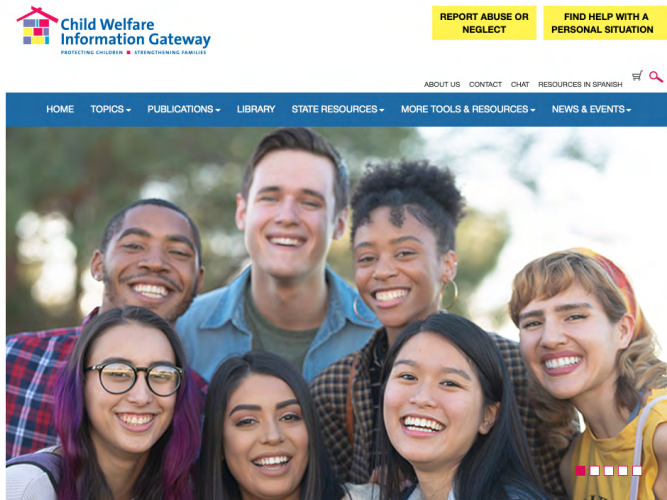 Child Welfare
Information Gateway
PROTECTING CHILDREN ■ STRENGTHENING FAMILIES
REPORT ABUSE OR
NEGLECT
FIND HELP WITH A
PERSONAL SITUATION
ABOUT US CONTACT CHAT RESOURCES IN SPANISH
HOME TOPICS PUBLICATIONS LIBRARY STATE RESOURCES MORE TOOLS & RESOURCES NEWS & EVENTS